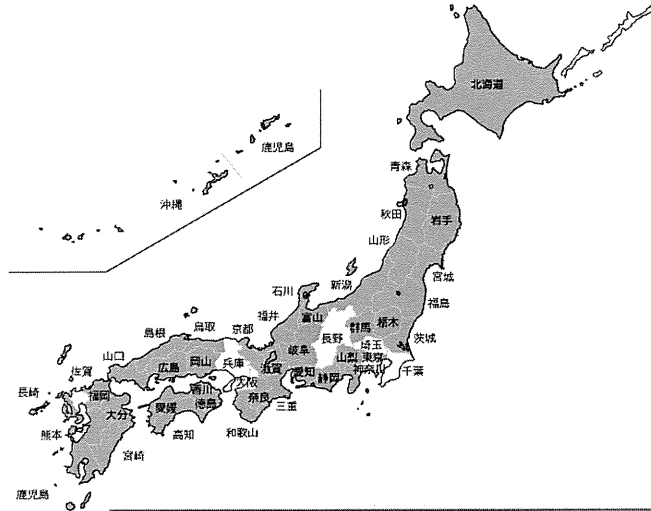 北海道
鹿児島
青森
沖縄
秋田
岩手
山形
宮城
新潟
石川
福島
富山
福井
栃木
群馬
茨城
鳥取
京都
島根
長野
埼玉
岐阜
山口
岡山
兵庫
山梨
東京
滋賀
愛知
神奈川
千葉
佐賀
広島
静岡
大阪
香川
奈良
長崎
福岡
愛媛
徳島
三重
大分
熊本
高知
和歌山
宮崎
鹿児島